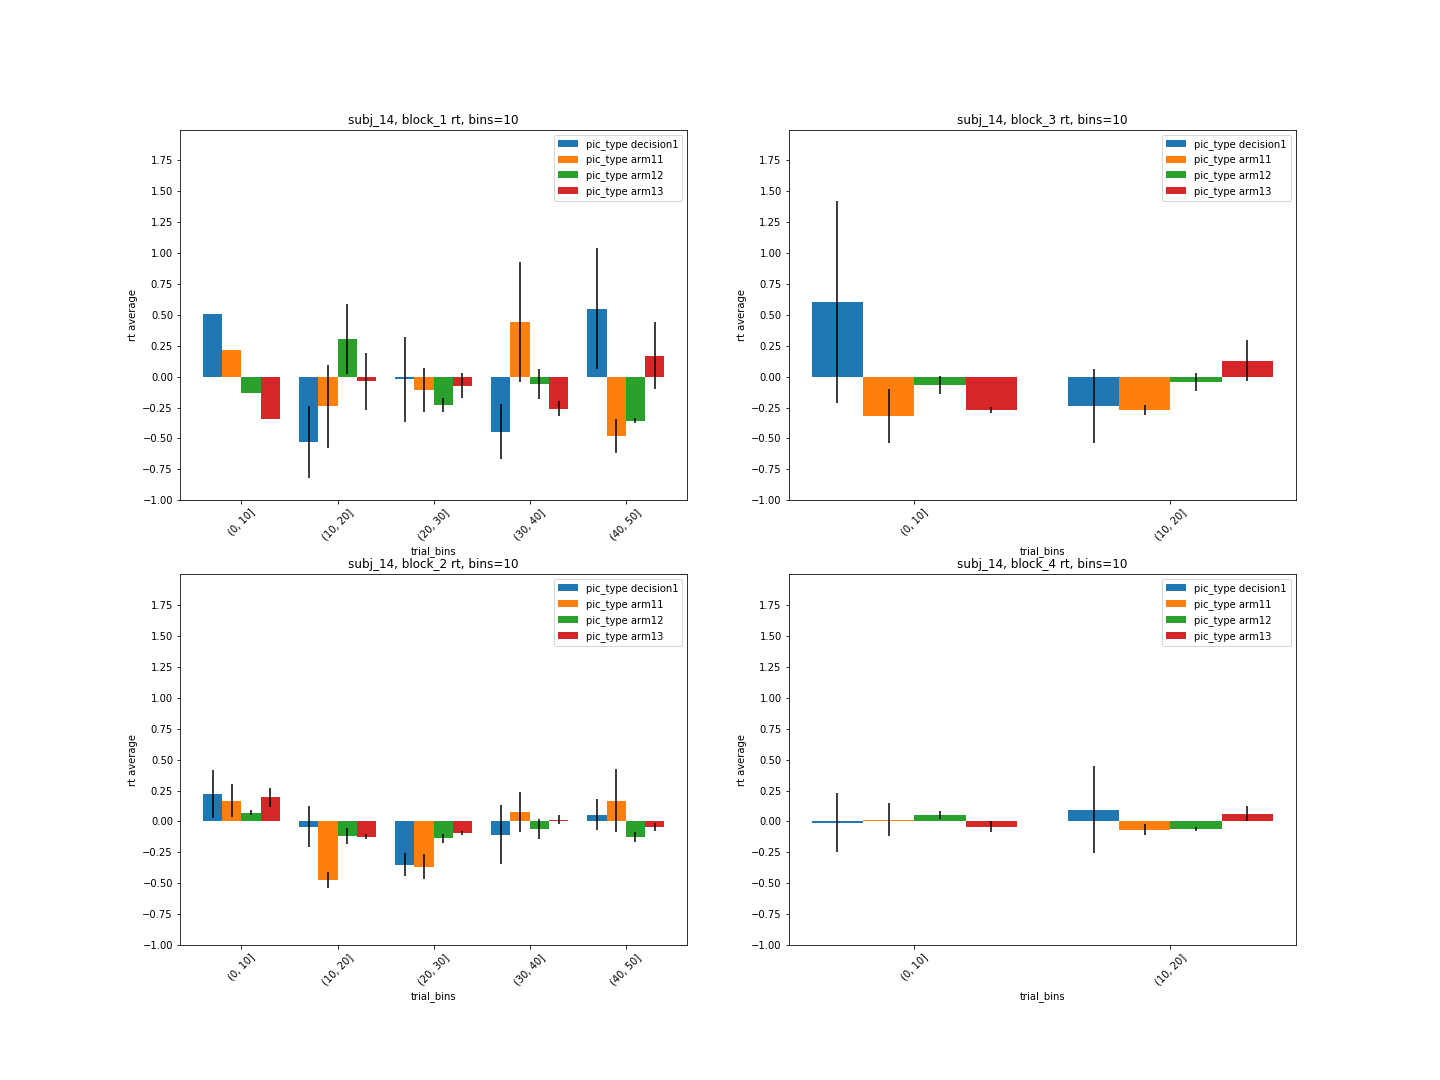 subj_14, block_1 rt, bins=10
pic_type decision1
pic_type arm11
pic_type arm12
pic_type arm13
1.75
1.50
1.25
1.00
0.75
0.50
0.25
0.00
−0.25
−0.50
−0.75
−1.00
rt average
(0, 10]
(10, 20]
(20, 30]
(30, 40]
(40, 50]
trial_bins
subj_14, block_3 rt, bins=10
pic_type decision1
pic_type arm11
pic_type arm12
pic_type arm13
1.75
1.50
1.25
1.00
0.75
0.50
0.25
0.00
−0.25
−0.50
−0.75
−1.00
rt average
(0, 10]
(10, 20]
trial_bins
subj_14, block_2 rt, bins=10
pic_type decision1
pic_type arm11
pic_type arm12
pic_type arm13
1.75
1.50
1.25
1.00
0.75
0.50
0.25
0.00
−0.25
−0.50
−0.75
−1.00
rt average
(0, 10]
(10, 20]
(20, 30]
(30, 40]
(40, 50]
trial_bins
subj_14, block_4 rt, bins=10
pic_type decision1
pic_type arm11
pic_type arm12
pic_type arm13
1.75
1.50
1.25
1.00
0.75
0.50
0.25
0.00
−0.25
−0.50
−0.75
−1.00
rt average
(0, 10]
(10, 20]
trial_bins